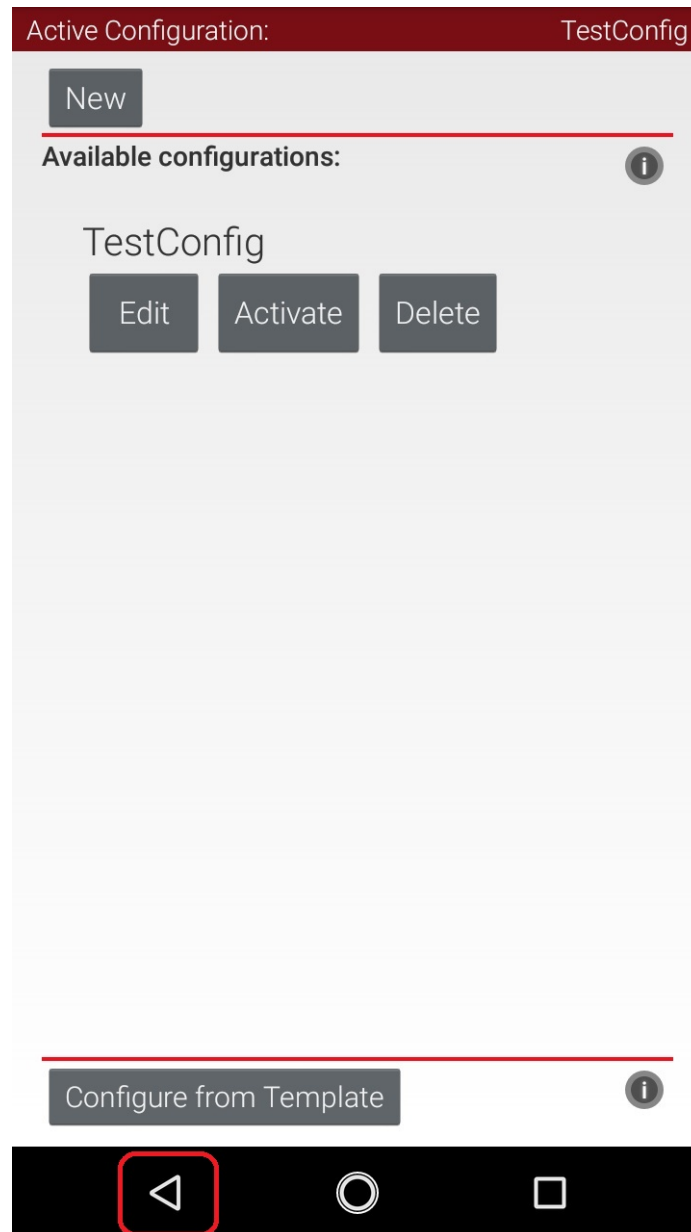 Active Configuration: TestConfig
New
Available configurations:
TestConfig
Edit Activate Delete
Configure from Template